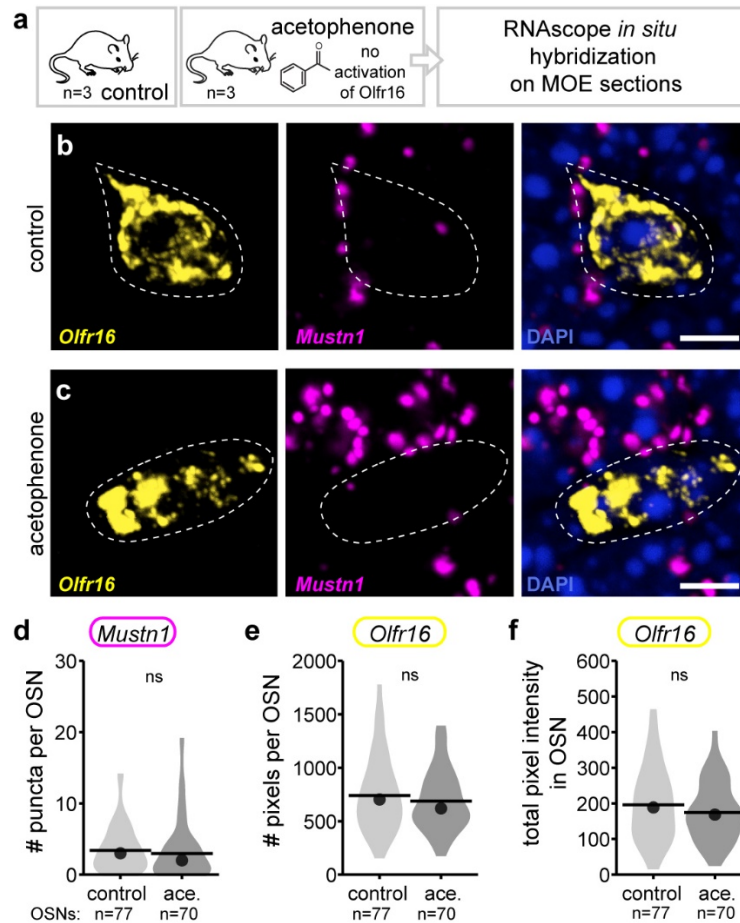 a
n=3 control
acetophenone
no
activation
of Olfr16
n=3
O
RNAscope in situ
hybridization
on MOE sections
b
control
Olfr16
Mustn1
DAPI
c
acetophenone
Olfr16
Mustn1
DAPI
d
Mustn1
ns
# puncta per OSN
30
20
10
0
control
ace.
OSNs: n=77 n=70
e
Olfr16
ns
# pixels per OSN
2000
1500
1000
500
0
control
ace.
n=77 n=70
f
Olfr16
ns
total pixel intensity
in OSN
600
500
400
300
200
100
0
control
ace.
n=77 n=70